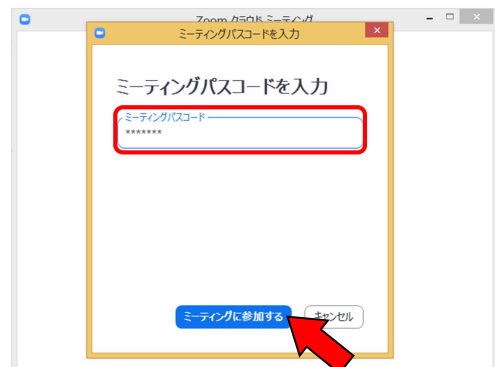 Zoom クラウド ミーティング
ミーティングパスコードを入力
ミーティングパスコードを入力
ミーティングパスコード
*******
ミーティングに参加する
キャンセル